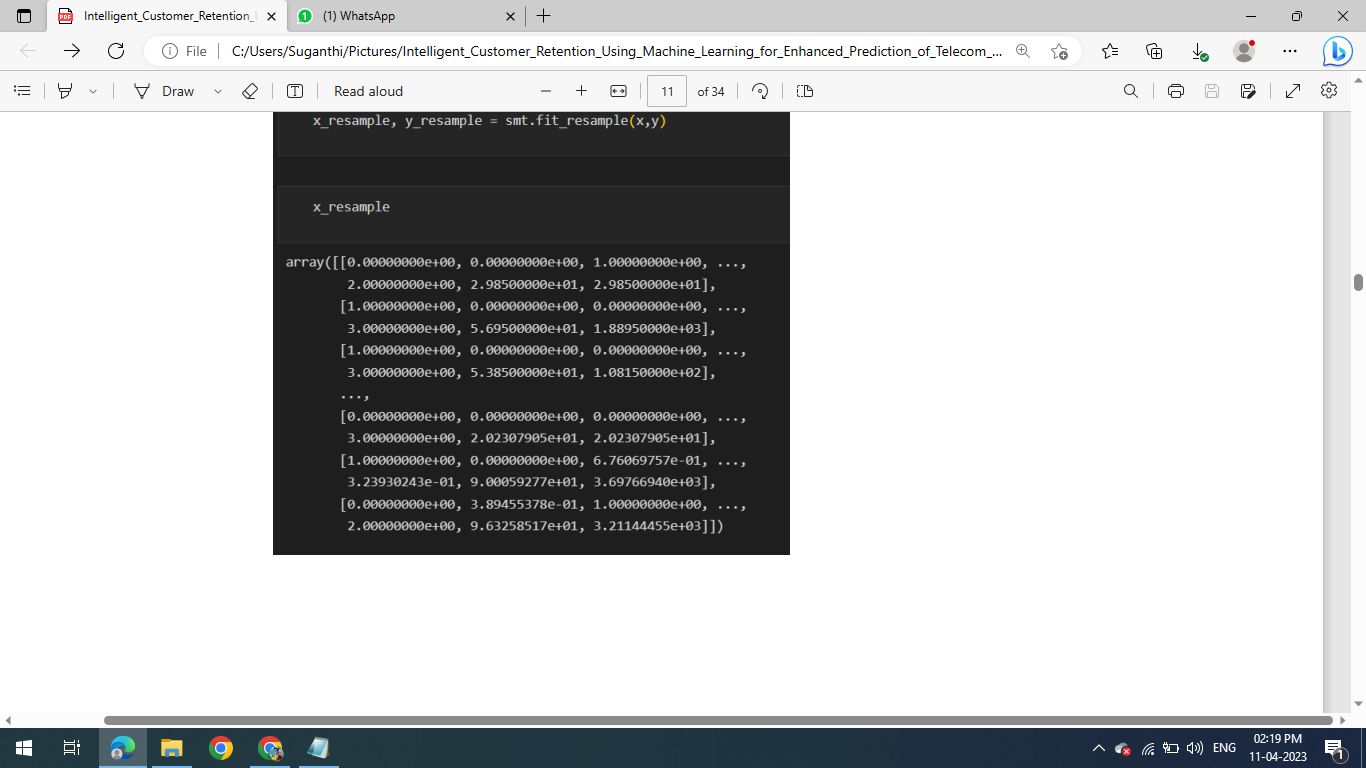 Intelligent_Customer_Retention_U
(1) WhatsApp
File
C:/Users/Suganthi/Pictures/Intelligent_Customer_Retention_Using_Machine_Learning_for_Enhanced_Prediction_of_Telecom_...
Draw
Read aloud
11 of 34
x_resample, y_resample = smt.fit_resample(x,y)
x_resample
array([[0.00000000e+00, 0.00000000e+00, 1.00000000e+00, ...,
2.00000000e+00, 2.98500000e+01, 2.98500000e+01],
[1.00000000e+00, 0.00000000e+00, 0.00000000e+00, ...,
3.00000000e+00, 5.69500000e+01, 1.88950000e+03],
[1.00000000e+00, 0.00000000e+00, 0.00000000e+00, ...,
3.00000000e+00, 5.38500000e+01, 1.08150000e+02],
...,
[0.00000000e+00, 0.00000000e+00, 0.00000000e+00, ...,
3.00000000e+00, 2.02307905e+01, 2.02307905e+01],
[1.00000000e+00, 0.00000000e+00, 6.76069757e-01, ...,
3.23930243e-01, 9.00059277e+01, 3.69766940e+03],
[0.00000000e+00, 3.89455378e-01, 1.00000000e+00, ...,
2.00000000e+00, 9.63258517e+01, 3.21144455e+03]])
ENG
02:19 PM
11-04-2023
1